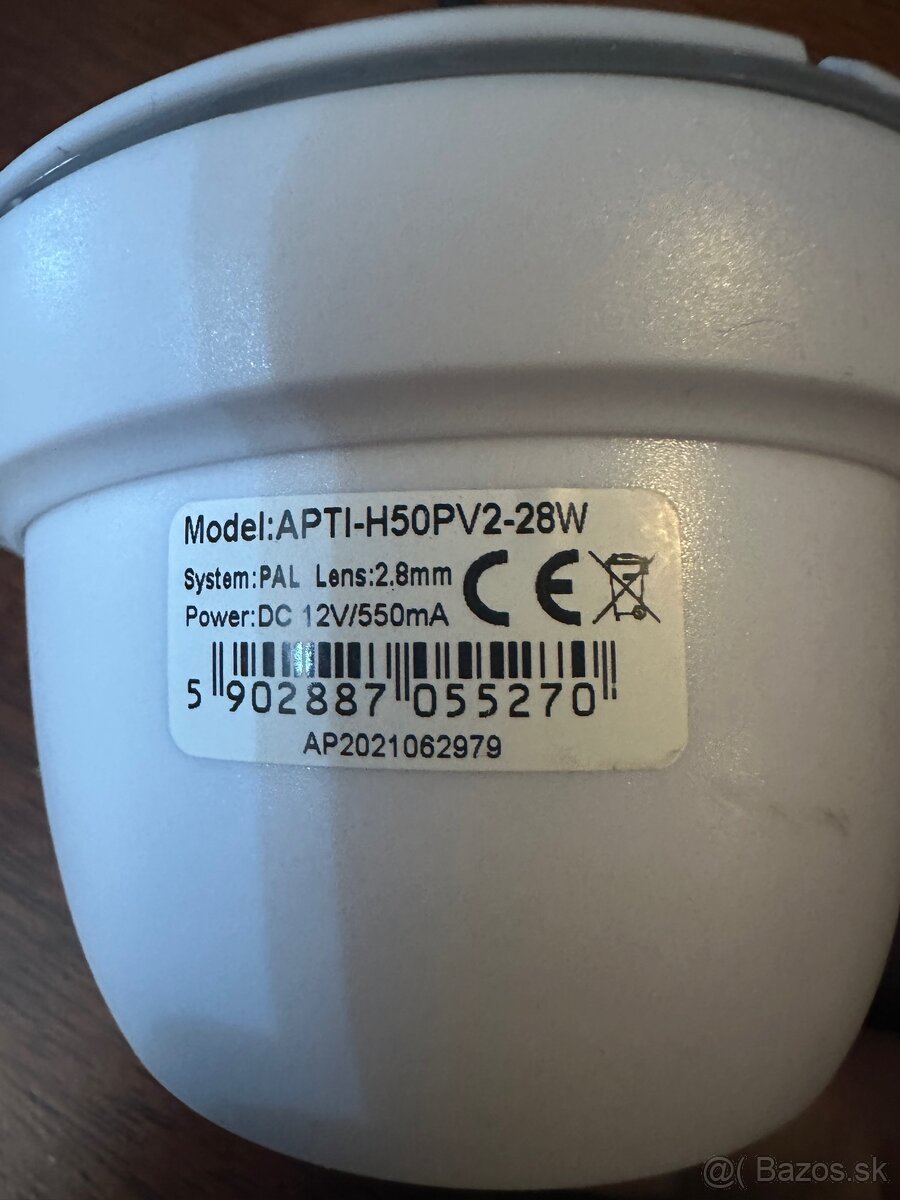 Model:APTI-H50PV2-28W
System:PAL Lens:2.8mm
Power:DC 12V/550mA
CE
5 902887 055270
AP2021062979
@( Bazos.sk